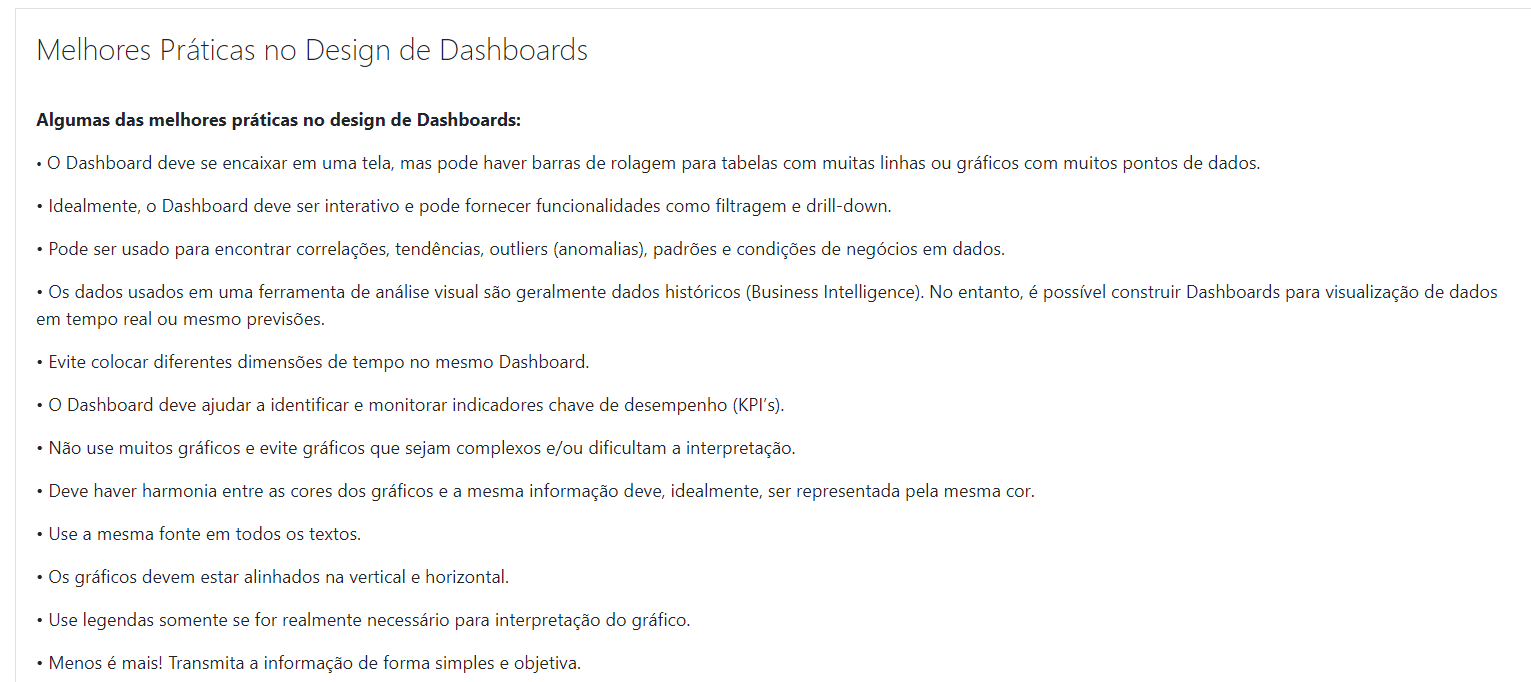 Melhores Práticas no Design de Dashboards
Algumas das melhores práticas no design de Dashboards:
• O Dashboard deve se encaixar em uma tela, mas pode haver barras de rolagem para tabelas com muitas linhas ou gráficos com muitos pontos de dados.
• Idealmente, o Dashboard deve ser interativo e pode fornecer funcionalidades como filtragem e drill-down.
• Pode ser usado para encontrar correlações, tendências, outliers (anomalias), padrões e condições de negócios em dados.
• Os dados usados em uma ferramenta de análise visual são geralmente dados históricos (Business Intelligence). No entanto, é possível construir Dashboards para visualização de dados
em tempo real ou mesmo previsões.
• Evite colocar diferentes dimensões de tempo no mesmo Dashboard.
• O Dashboard deve ajudar a identificar e monitorar indicadores chave de desempenho (KPI’s).
• Não use muitos gráficos e evite gráficos que sejam complexos e/ou dificultam a interpretação.
• Deve haver harmonia entre as cores dos gráficos e a mesma informação deve, idealmente, ser representada pela mesma cor.
• Use a mesma fonte em todos os textos.
• Os gráficos devem estar alinhados na vertical e horizontal.
• Use legendas somente se for realmente necessário para interpretação do gráfico.
• Menos é mais! Transmita a informação de forma simples e objetiva.